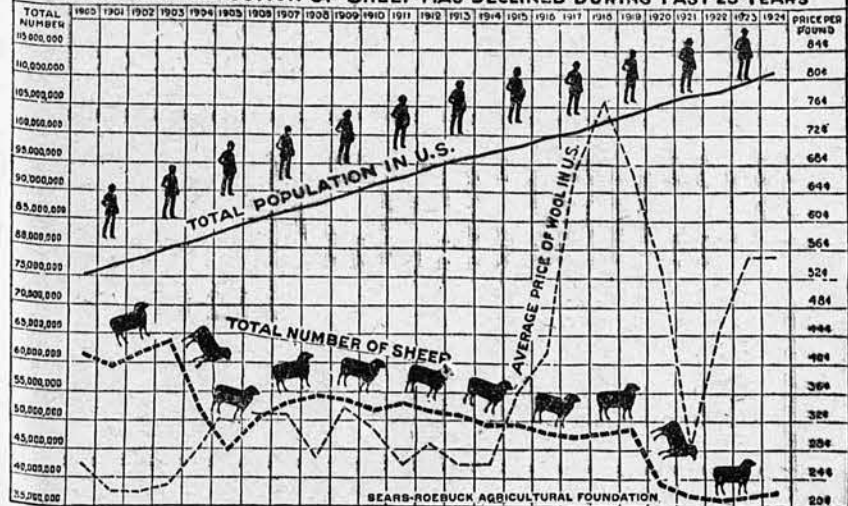 OF SHEEP HAS DECLINED DURING PAST 25 YEARS
TOTAL NUMBER
1900 1901 1902 1903 1904 1905 1906 1907 1908 1909 1910 1911 1912 1913 1914 1915 1916 1917 1918 1919 1920 1921 1922 1923 1924
PRICE PER POUND
115,000,000 84¢
110,000,000 80¢
105,000,000 76¢
100,000,000 72¢
95,000,000 68¢
90,000,000 64¢
85,000,000 60¢
80,000,000 56¢
75,000,000 52¢
70,000,000 48¢
65,000,000 44¢
60,000,000 40¢
55,000,000 36¢
50,000,000 32¢
45,000,000 28¢
40,000,000 24¢
35,000,000 20¢
TOTAL POPULATION IN U.S.
AVERAGE PRICE OF WOOL IN U.S.
TOTAL NUMBER OF SHEEP
SEARS-ROEBUCK AGRICULTURAL FOUNDATION